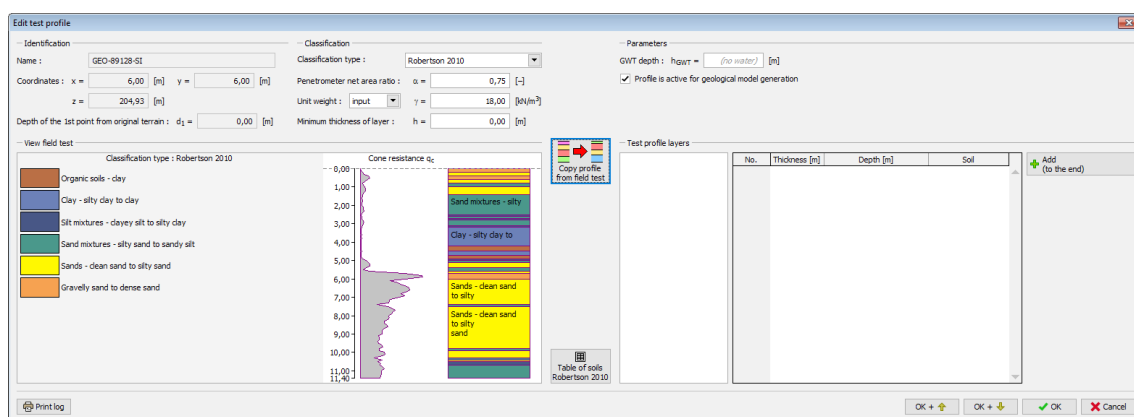 Edit test profile
Identification
Name :
GEO-89128-SI
Coordinates : x =
6,00
[m]
y =
6,00
[m]
z =
204,93
[m]
Depth of the 1st point from original terrain : d1 =
0,00
[m]
Classification
Classification type :
Robertson 2010
Penetrometer net area ratio :
α =
0,75
[–]
Unit weight :
input
γ =
18,00
[kN/m³]
Minimum thickness of layer :
h =
0,00
[m]
Parameters
GWT depth : hGWT =
(no water)
[m]
Profile is active for geological model generation
View field test
Classification type : Robertson 2010
Organic soils - clay
Clay - silty clay to clay
Silt mixtures - clayey silt to silty clay
Sand mixtures - silty sand to sandy silt
Sands - clean sand to silty sand
Gravelly sand to dense sand
Cone resistance qc
0,00
1,00
2,00
3,00
4,00
5,00
6,00
7,00
8,00
9,00
10,00
11,00
11,40
Sand mixtures - silty
Clay - silty clay to
Sands - clean sand
to silty
Sands - clean sand
to silty
sand
Copy profile
from field test
Table of soils
Robertson 2010
Test profile layers
No.
Thickness [m]
Depth [m]
Soil
Add
(to the end)
Print log
OK +
OK +
OK
Cancel